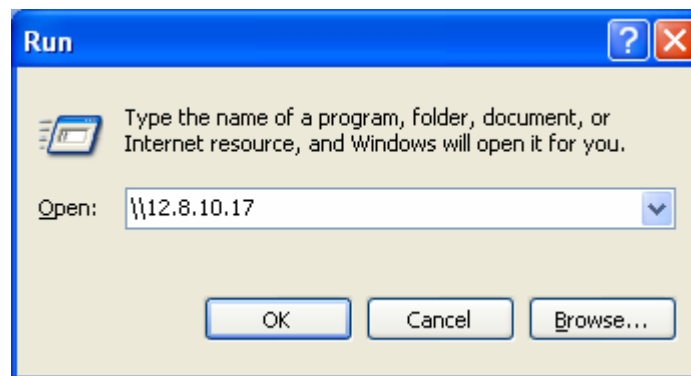 Run
Type the name of a program, folder, document, or
Internet resource, and Windows will open it for you.
Open: \\12.8.10.17
OK Cancel Browse...